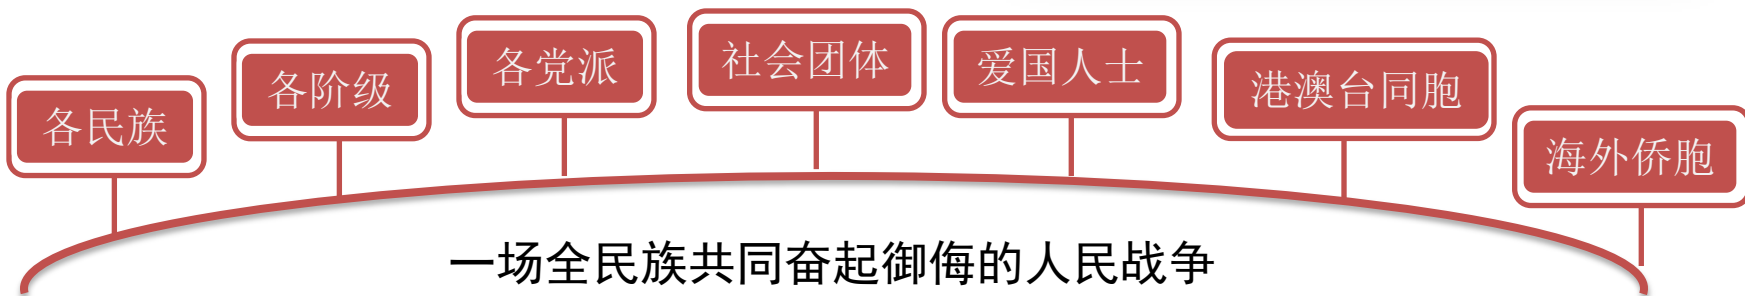 各民族
各阶级
各党派
社会团体
爱国人士
港澳台同胞
海外侨胞
一场全民族共同奋起御侮的人民战争